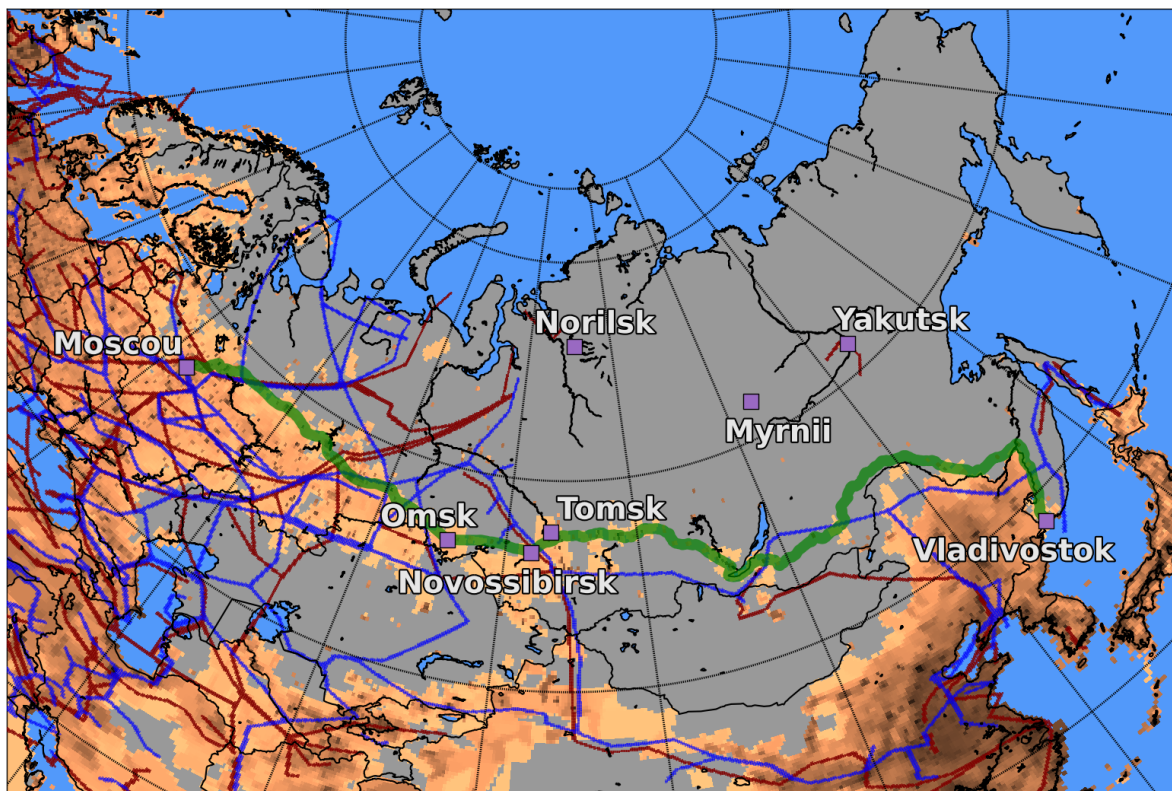 Norilsk
Yakutsk
Moscou
Myrnii
Omsk
Tomsk
Vladivostok
Novossibirsk